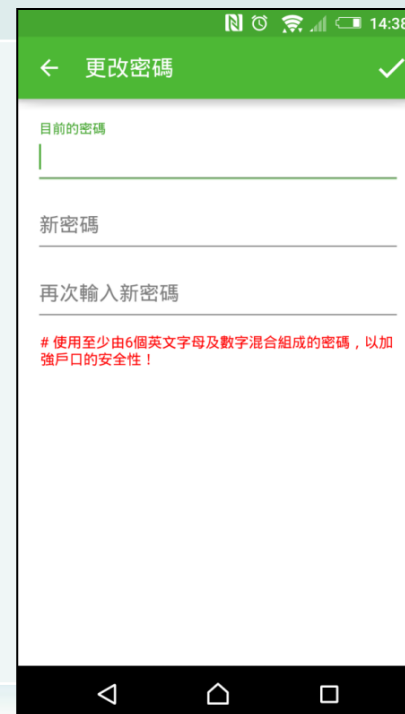 14:38
更改密碼
目前的密碼
新密碼
再次輸入新密碼
# 使用至少由6個英文字母及數字混合組成的密碼，以加
強戶口的安全性！